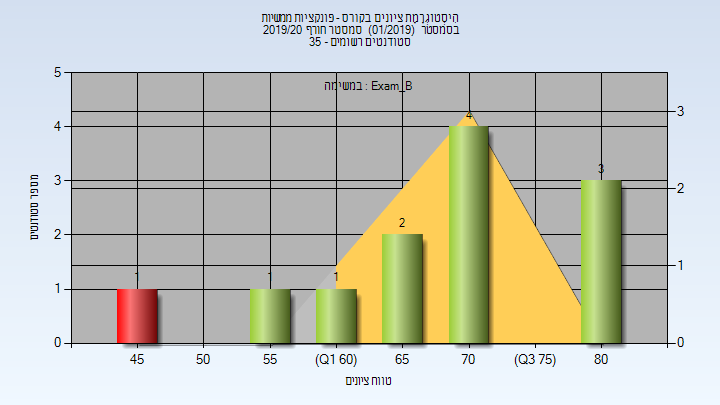 היסטוגרמת ציונים בקורס - פונקציות ממשיות
בסמסטר (01/2019) סמסטר חורף 2019/20
סטודנטים רשומים - 35
במשימה : Exam_B
מספר סטודנטים
5
4
3
2
1
0
3
2
1
0
1
1
1
2
4
3
45
50
55
(Q1 60)
65
70
(Q3 75)
80
טווח ציונים